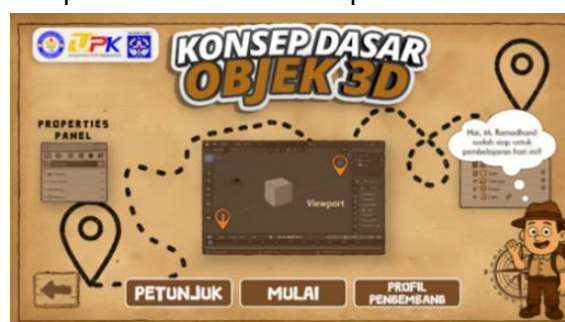 UPK
KONSEP DASAR
OBJEK 3D
PROPERTIES
PANEL
Hai, M. Ramadhanil
sudah siap untuk
pembelajaran hari ini?
Viewport
PETUNJUK
MULAI
PROFIL
PENGEMBANG